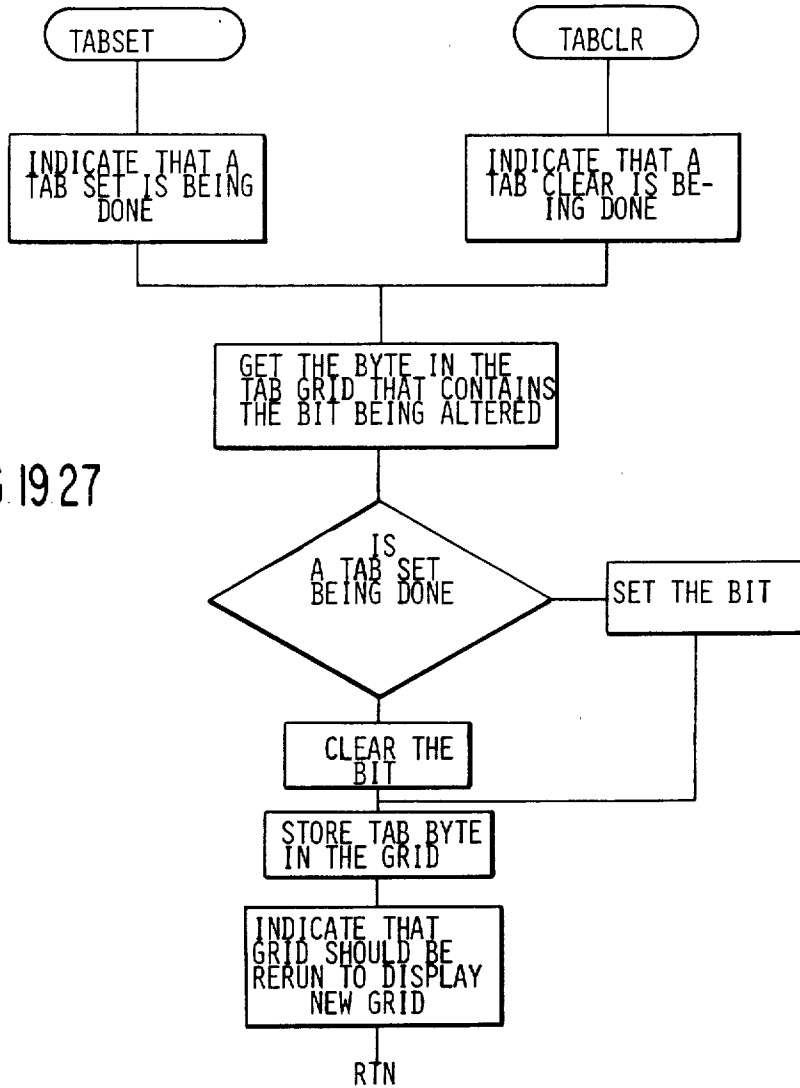 TABSET
TABCLR
INDICATE THAT A
TAB SET IS BEING
DONE
INDICATE THAT A
TAB CLEAR IS BE-
ING DONE
GET THE BYTE IN THE
TAB GRID THAT CONTAINS
THE BIT BEING ALTERED
19 27
IS
A TAB SET
BEING DONE
SET THE BIT
CLEAR THE
BIT
STORE TAB BYTE
IN THE GRID
INDICATE THAT
GRID SHOULD BE
RERUN TO DISPLAY
NEW GRID
RTN